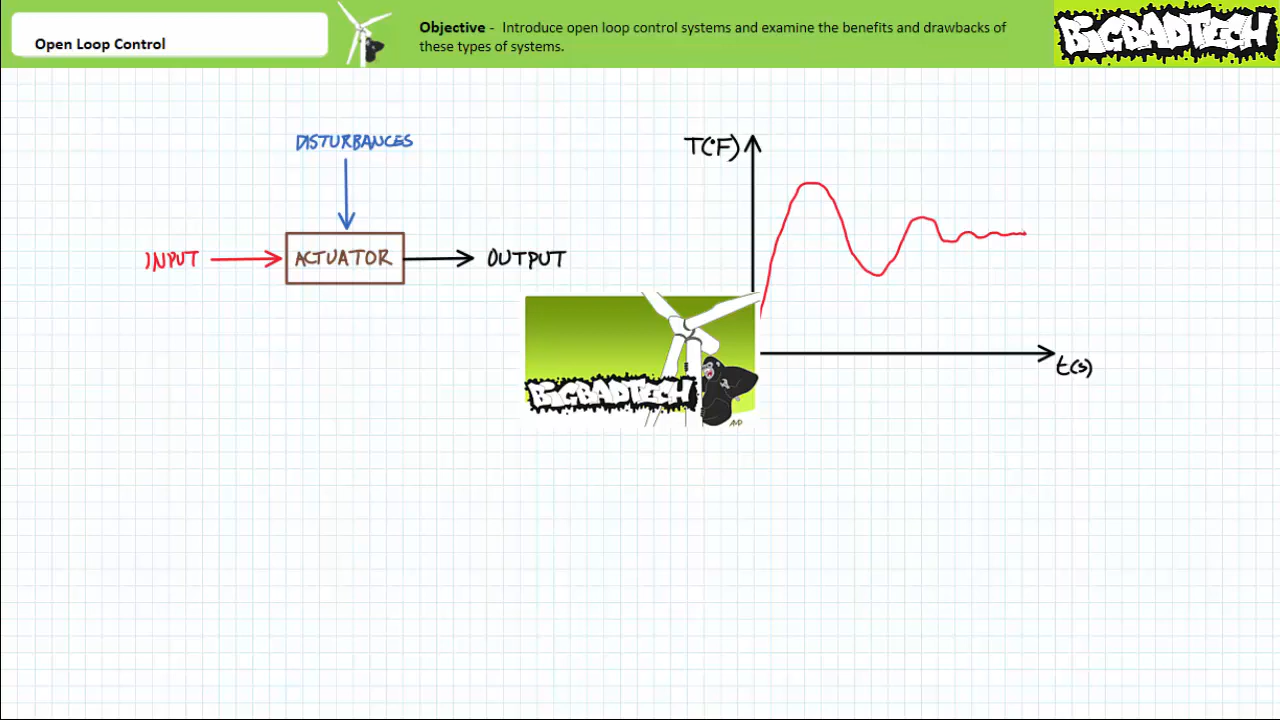 Open Loop Control
Objective - Introduce open loop control systems and examine the benefits and drawbacks of
these types of systems.
BIGBADTECH
DISTURBANCES
INPUT
ACTUATOR
OUTPUT
T(°F)
t(s)
BIGBADTECH